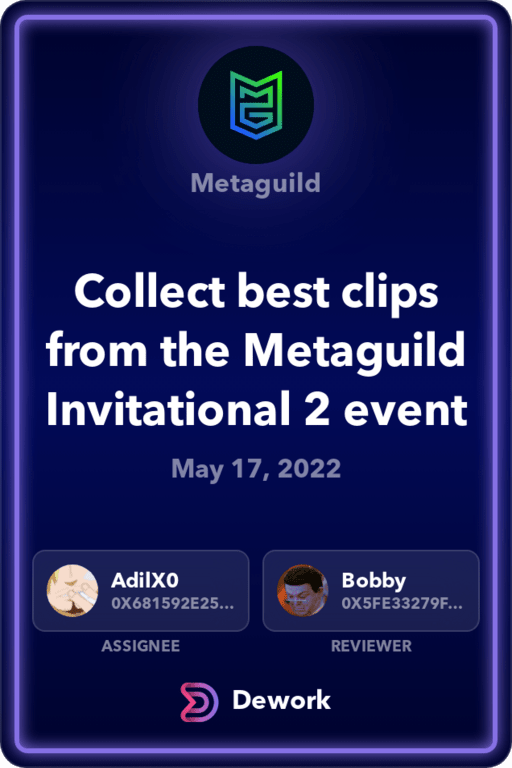 Metaguild
Collect best clips
from the Metaguild
Invitational 2 event
May 17, 2022
AdilX0
0X681592E25...
ASSIGNEE
Bobby
0X5FE33279F...
REVIEWER
Dework